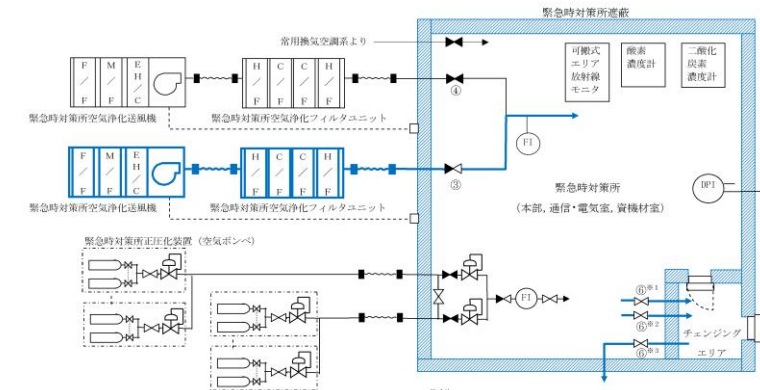 緊急時対策所遮蔽
常用換気空調系より
可搬式
エリア
放射線
モニタ
酸素
濃度計
二酸化
炭素
濃度計
F/F
M/F
EH/C
H/F
C/F
C/F
H/F
④
緊急時対策所空気浄化送風機
緊急時対策所空気浄化フィルタユニット
FI
F/F
M/F
EH/C
H/F
C/F
C/F
H/F
③
緊急時対策所空気浄化送風機
緊急時対策所空気浄化フィルタユニット
緊急時対策所
(本部，通信・電気室，資機材室)
DPI
緊急時対策所正圧化装置（空気ボンベ）
FI
⑥※1
⑥※2
⑥※3
チェンジング
エリア